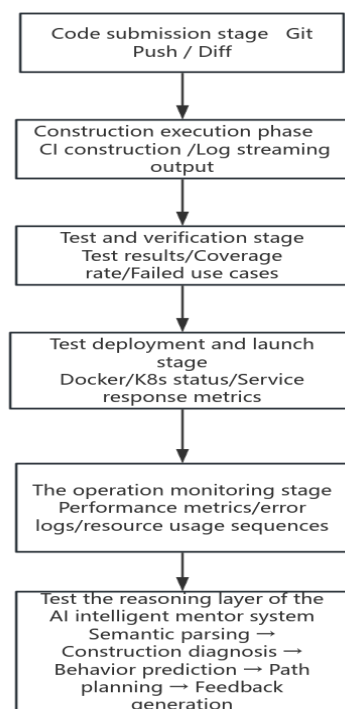 Code submission stage Git
Push / Diff
Construction execution phase
CI construction /Log streaming
output
Test and verification stage
Test results/Coverage
rate/Failed use cases
Test deployment and launch
stage
Docker/K8s status/Service
response metrics
The operation monitoring stage
Performance metrics/error
logs/resource usage sequences
Test the reasoning layer of the
AI intelligent mentor system
Semantic parsing →
Construction diagnosis →
Behavior prediction → Path
planning → Feedback
generation